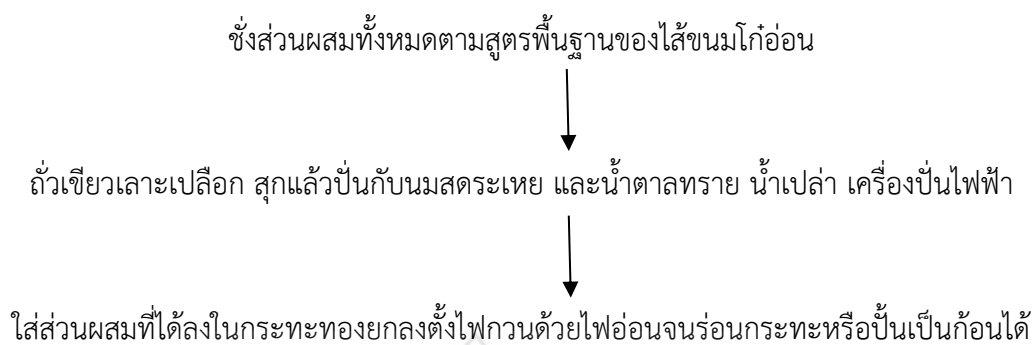 ชั่งส่วนผสมทั้งหมดตามสูตรพื้นฐานของไส้ขนมโก๋อ่อน
ถั่วเขียวเลาะเปลือก สุกแล้วปั่นกับนมสดระเหย และน้ำตาลทราย น้ำเปล่า เครื่องปั่นไฟฟ้า
ใส่ส่วนผสมที่ได้ลงในกระทะทองยกลงตั้งไฟกวนด้วยไฟอ่อนจนร่อนกระทะหรือปั้นเป็นก้อนได้